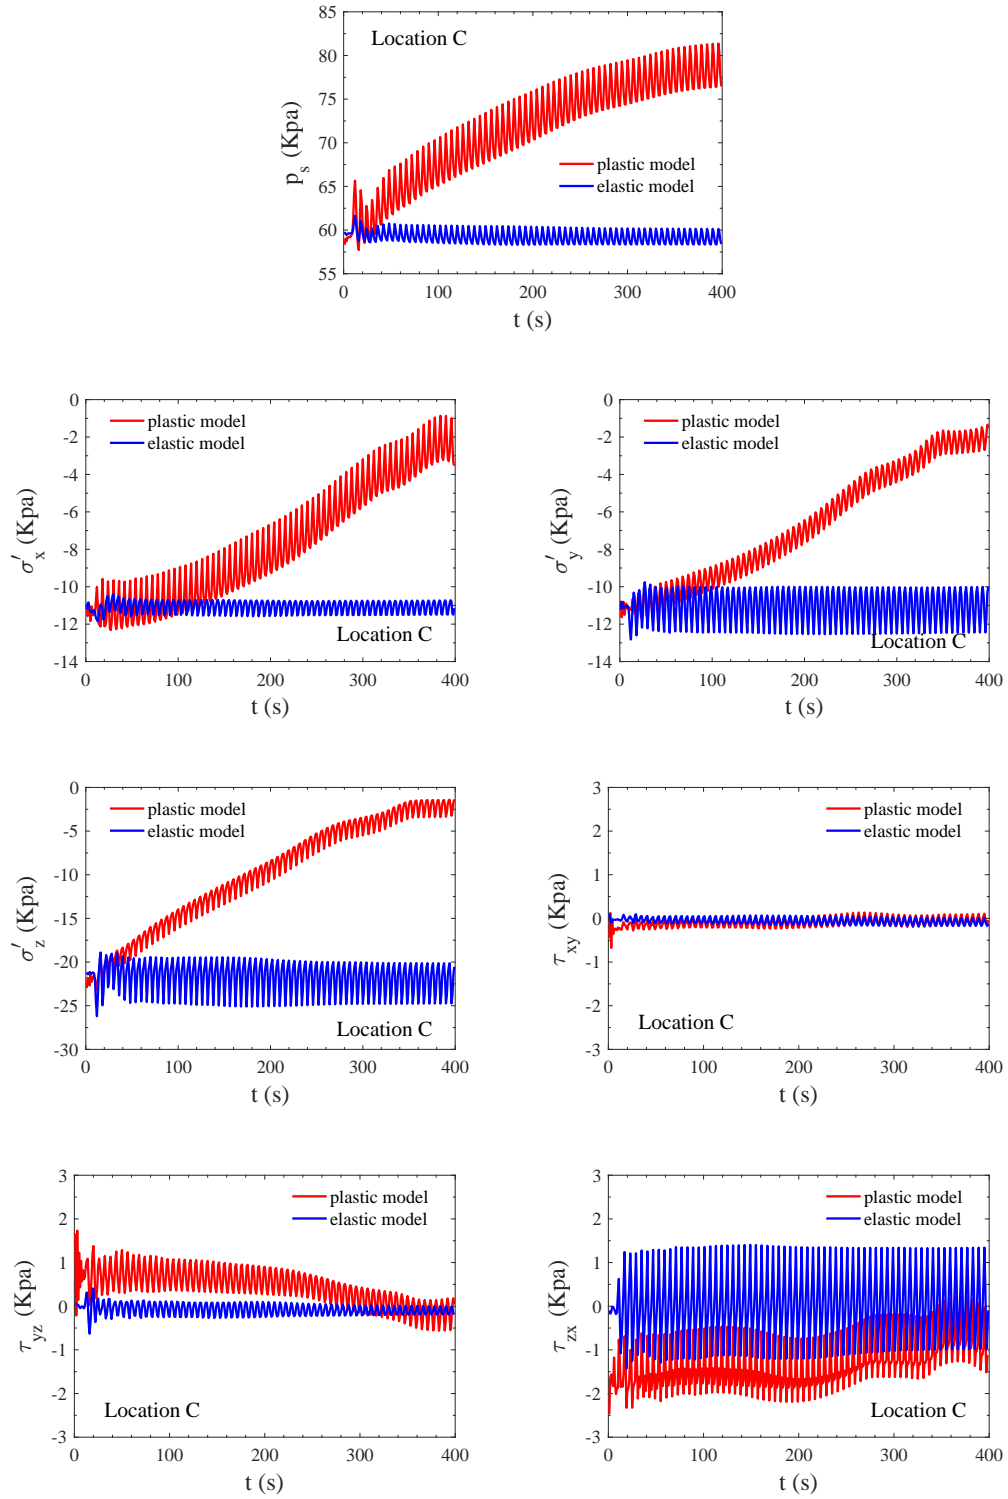 85
80
75
70
65
60
55
p_s (Kpa)
Location C
plastic model
elastic model
0 100 200 300 400
t (s)
0
-2
-4
-6
-8
-10
-12
-14
σ′_x (Kpa)
plastic model
elastic model
Location C
0 100 200 300 400
t (s)
0
-2
-4
-6
-8
-10
-12
-14
σ′_y (Kpa)
plastic model
elastic model
Location C
0 100 200 300 400
t (s)
0
-5
-10
-15
-20
-25
-30
σ′_z (Kpa)
plastic model
elastic model
Location C
0 100 200 300 400
t (s)
3
2
1
0
-1
-2
-3
τ_xy (Kpa)
plastic model
elastic model
Location C
0 100 200 300 400
t (s)
3
2
1
0
-1
-2
-3
τ_yz (Kpa)
plastic model
elastic model
Location C
0 100 200 300 400
t (s)
3
2
1
0
-1
-2
-3
τ_zx (Kpa)
plastic model
elastic model
Location C
0 100 200 300 400
t (s)